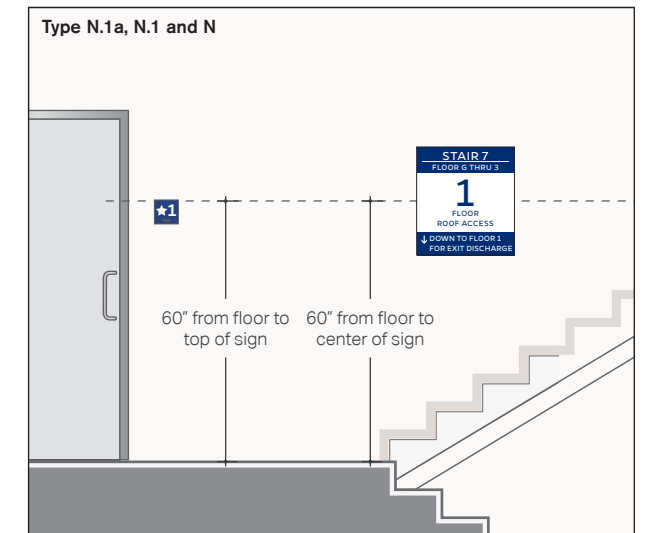 Type N.1a, N.1 and N
STAIR 7
FLOOR G THRU 3
1
FLOOR
ROOF ACCESS
↓ DOWN TO FLOOR 1
FOR EXIT DISCHARGE
★1
60" from floor to
top of sign
60" from floor to
center of sign